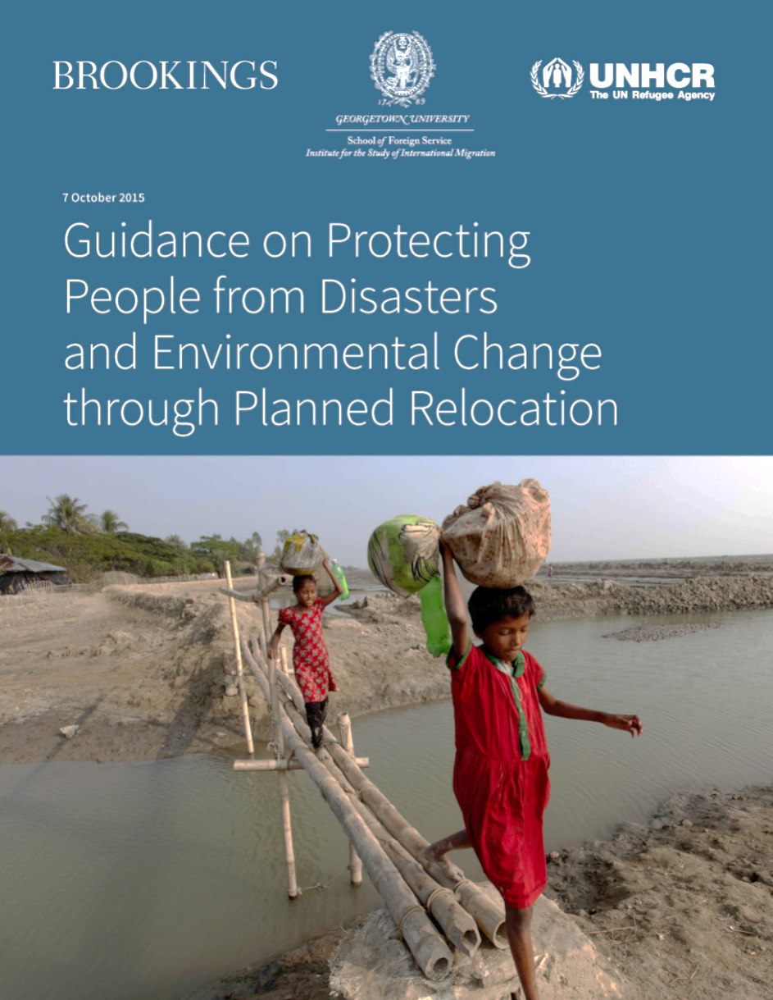 BROOKINGS
17 89
GEORGETOWN UNIVERSITY
School of Foreign Service
Institute for the Study of International Migration
UNHCR
The UN Refugee Agency
7 October 2015
Guidance on Protecting
People from Disasters
and Environmental Change
through Planned Relocation